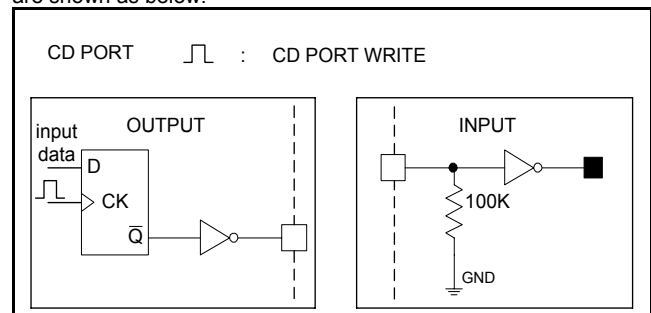 are shown as below.
CD PORT : CD PORT WRITE
OUTPUT
input
data
D
CK
Q̅
INPUT
100K
GND